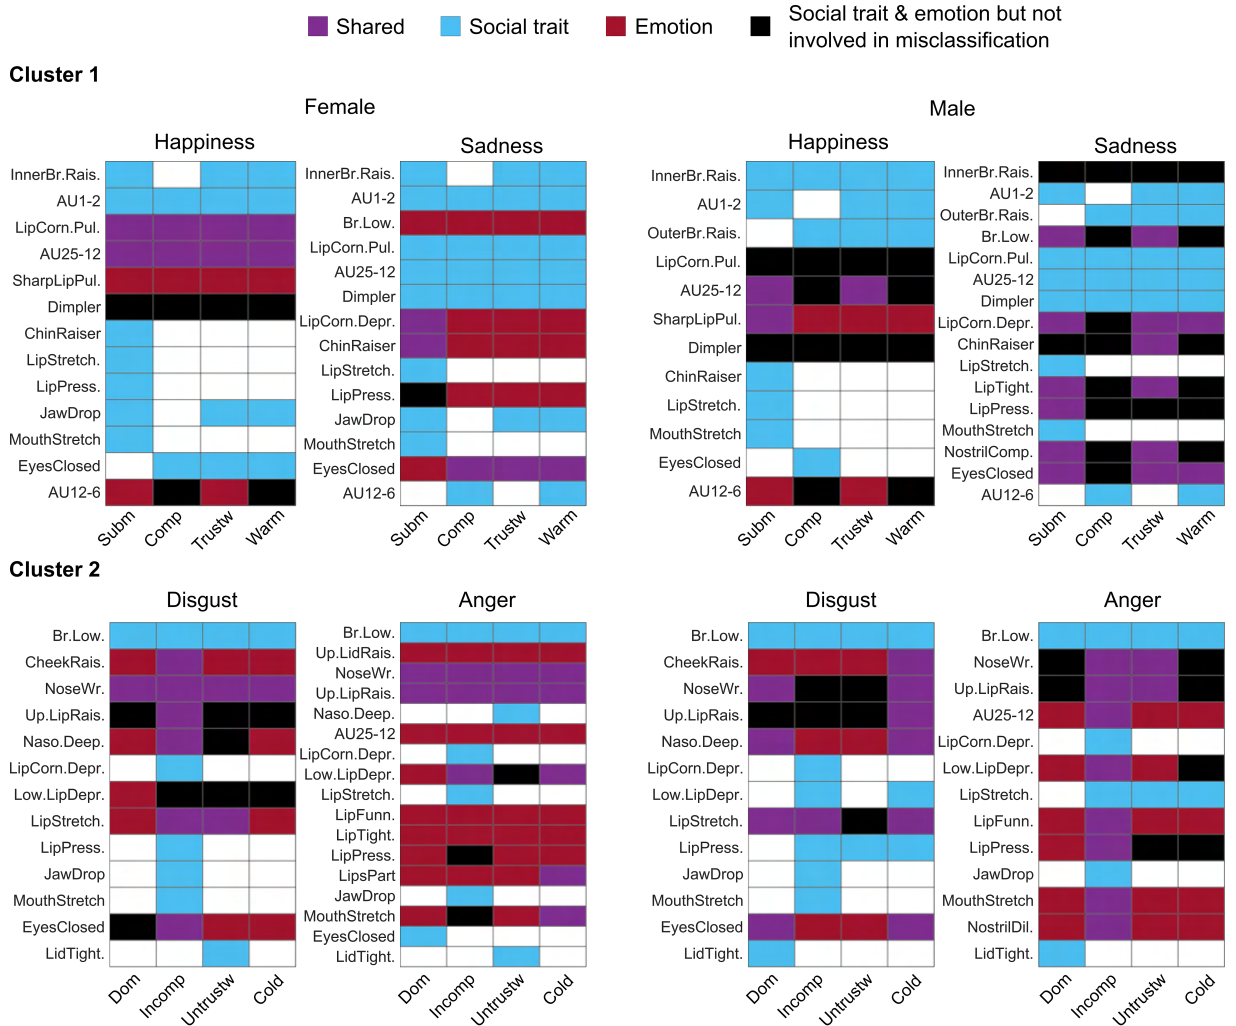 Shared
Social trait
Emotion
Social trait & emotion but not
involved in misclassification
Cluster 1
Female
Male
Happiness
InnerBr.Rais.
AU1-2
LipCorn.Pul.
AU25-12
SharpLipPul.
Dimpler
ChinRaiser
LipStretch.
LipPress.
JawDrop
MouthStretch
EyesClosed
AU12-6
Subm
Comp
Trustw
Warm
Sadness
InnerBr.Rais.
AU1-2
Br.Low.
LipCorn.Pul.
AU25-12
Dimpler
LipCorn.Depr.
ChinRaiser
LipStretch.
LipPress.
JawDrop
MouthStretch
EyesClosed
AU12-6
Subm
Comp
Trustw
Warm
Happiness
InnerBr.Rais.
AU1-2
OuterBr.Rais.
LipCorn.Pul.
AU25-12
SharpLipPul.
Dimpler
ChinRaiser
LipStretch.
MouthStretch
EyesClosed
AU12-6
Subm
Comp
Trustw
Warm
Sadness
InnerBr.Rais.
AU1-2
OuterBr.Rais.
Br.Low.
LipCorn.Pul.
AU25-12
Dimpler
LipCorn.Depr.
ChinRaiser
LipStretch.
LipTight.
LipPress.
MouthStretch
NostrilComp.
EyesClosed
AU12-6
Subm
Comp
Trustw
Warm
Cluster 2
Disgust
Br.Low.
CheekRais.
NoseWr.
Up.LipRais.
Naso.Deep.
LipCorn.Depr.
Low.LipDepr.
LipStretch.
LipPress.
JawDrop
MouthStretch
EyesClosed
LidTight.
Dom
Incomp
Untrustw
Cold
Anger
Br.Low.
Up.LidRais.
NoseWr.
Up.LipRais.
Naso.Deep.
AU25-12
LipCorn.Depr.
Low.LipDepr.
LipStretch.
LipFunn.
LipTight.
LipPress.
LipsPart
JawDrop
MouthStretch
EyesClosed
LidTight.
Dom
Incomp
Untrustw
Cold
Disgust
Br.Low.
CheekRais.
NoseWr.
Up.LipRais.
Naso.Deep.
LipCorn.Depr.
Low.LipDepr.
LipStretch.
LipPress.
JawDrop
MouthStretch
EyesClosed
LidTight.
Dom
Incomp
Untrustw
Cold
Anger
Br.Low.
NoseWr.
Up.LipRais.
AU25-12
LipCorn.Depr.
Low.LipDepr.
LipStretch.
LipFunn.
LipPress.
JawDrop
MouthStretch
NostrilDil.
LidTight.
Dom
Incomp
Untrustw
Cold